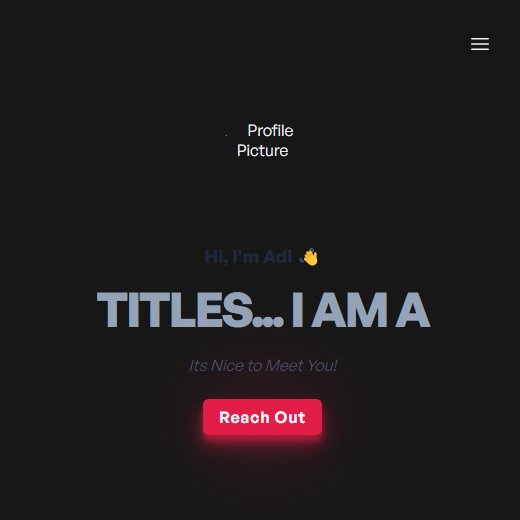 Profile
Picture
Hi, I'm Adi 👋
TITLES... I AM A
Its Nice to Meet You!
Reach Out